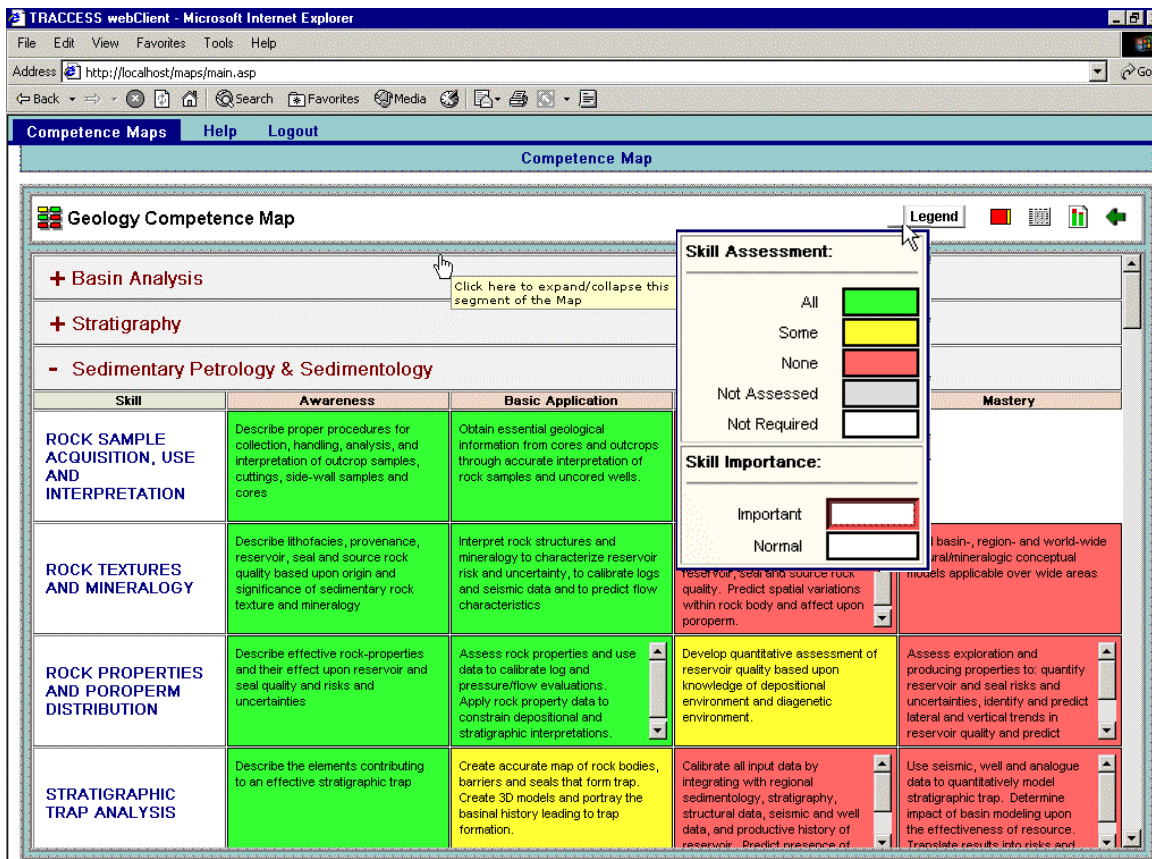 TRACCESS webClient - Microsoft Internet Explorer
File Edit View Favorites Tools Help
Address http://localhost/maps/main.asp Go
Back Search Favorites Media
Competence Maps Help Logout
Competence Map
Geology Competence Map
Legend
+ Basin Analysis
Click here to expand/collapse this
segment of the Map
+ Stratigraphy
- Sedimentary Petrology & Sedimentology
Skill Assessment:
All
Some
None
Not Assessed
Not Required
Skill Importance:
Important
Normal
Skill Awareness Basic Application Mastery
ROCK SAMPLE
ACQUISITION, USE
AND
INTERPRETATION
Describe proper procedures for
collection, handling, analysis, and
interpretation of outcrop samples,
cuttings, side-wall samples and
cores
Obtain essential geological
information from cores and outcrops
through accurate interpretation of
rock samples and uncored wells.
ROCK TEXTURES
AND MINERALOGY
Describe lithofacies, provenance,
reservoir, seal and source rock
quality based upon origin and
significance of sedimentary rock
texture and mineralogy
Interpret rock structures and
mineralogy to characterize reservoir
risk and uncertainty, to calibrate logs
and seismic data and to predict flow
characteristics
reservoir, seal and source rock
quality. Predict spatial variations
within rock body and affect upon
poroperm.
basin-, region- and world-wide
conceptual
models applicable over wide areas
ROCK PROPERTIES
AND POROPERM
DISTRIBUTION
Describe effective rock-properties
and their effect upon reservoir and
seal quality and risks and
uncertainties
Assess rock properties and use
data to calibrate log and
pressure/flow evaluations.
Apply rock property data to
constrain depositional and
stratigraphic interpretations.
Develop quantitative assessment of
reservoir quality based upon
knowledge of depositional
environment and diagenetic
environment.
Assess exploration and
producing properties to: quantify
reservoir and seal risks and
uncertainties, identify and predict
lateral and vertical trends in
reservoir quality and predict
STRATIGRAPHIC
TRAP ANALYSIS
Describe the elements contributing
to an effective stratigraphic trap
Create accurate map of rock bodies,
barriers and seals that form trap.
Create 3D models and portray the
basinal history leading to trap
formation.
Calibrate all input data by
integrating with regional
sedimentology, stratigraphy,
structural data, seismic and well
data, and productive history of
reservoir. Predict presence of
Use seismic, well and analogue
data to quantitatively model
stratigraphic trap. Determine
impact of basin modeling upon
the effectiveness of resource.
Translate results into risks and